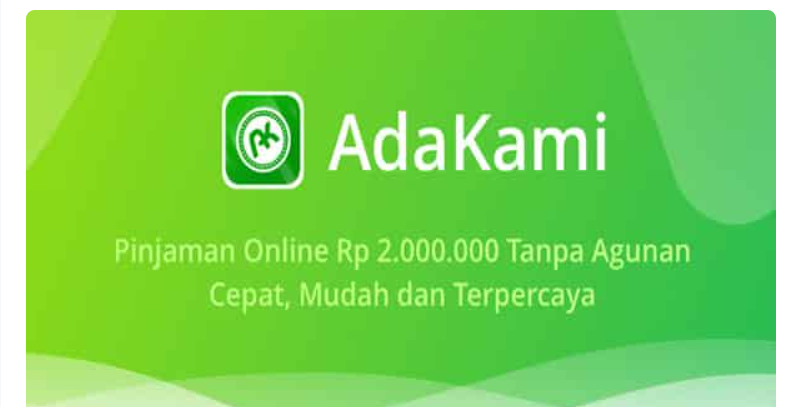 AdaKami
Pinjaman Online Rp 2.000.000 Tanpa Agunan
Cepat, Mudah dan Terpercaya